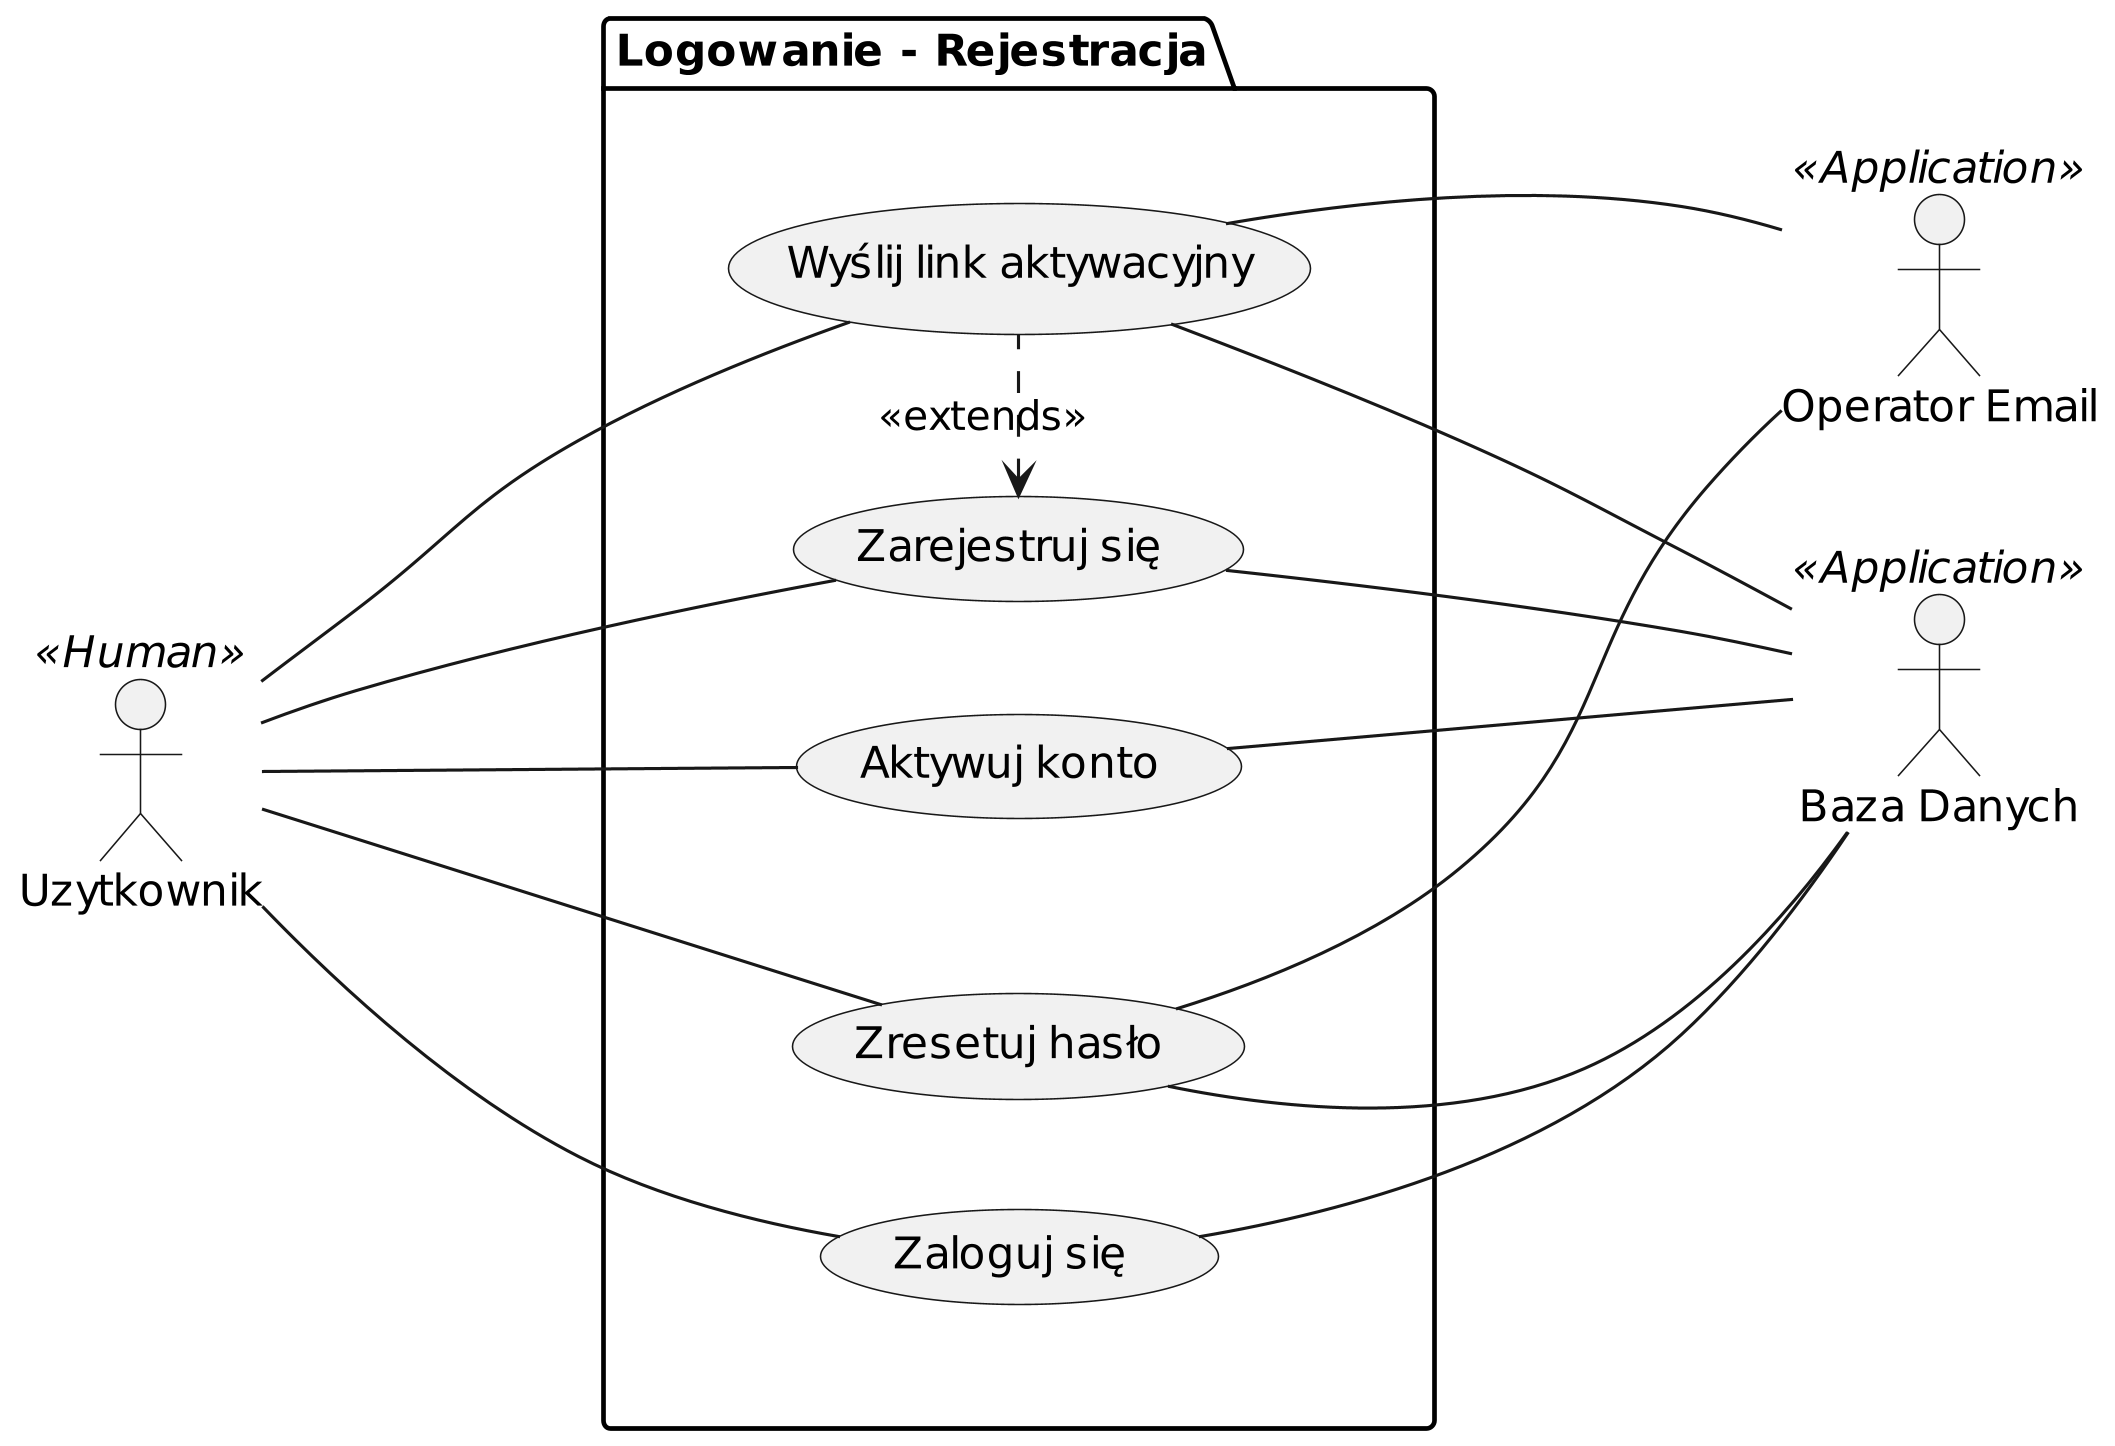 Logowanie - Rejestracja
«Application»
Wyślij link aktywacyjny
Operator Email
«extends»
Zarejestruj się
«Application»
«Human»
Aktywuj konto
Baza Danych
Uzytkownik
Zresetuj hasło
Zaloguj się